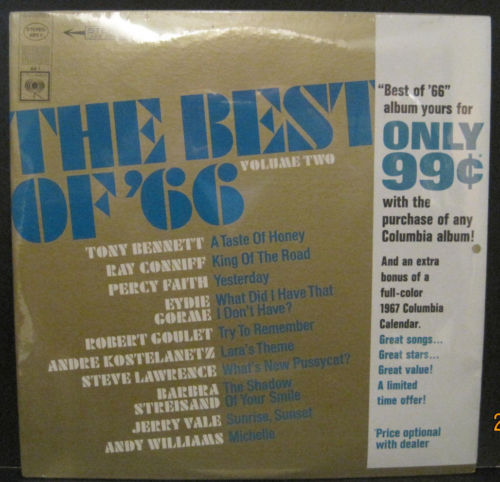 STEREO
THE BEST
OF '66
VOLUME TWO
TONY BENNETT A Taste Of Honey
RAY CONNIFF King Of The Road
PERCY FAITH Yesterday
EYDIE GORME What Did I Have That
I Don't Have?
ROBERT GOULET Try To Remember
ANDRE KOSTELANETZ Lara's Theme
STEVE LAWRENCE What's New Pussycat?
BARBRA STREISAND The Shadow
Of Your Smile
JERRY VALE Sunrise, Sunset
ANDY WILLIAMS Michelle
"Best of '66"
album yours for
ONLY
99¢
with the
purchase of any
Columbia album!
And an extra
bonus of a
full-color
1967 Columbia
Calendar.
Great songs...
Great stars...
Great value!
A limited
time offer!
*Price optional
with dealer